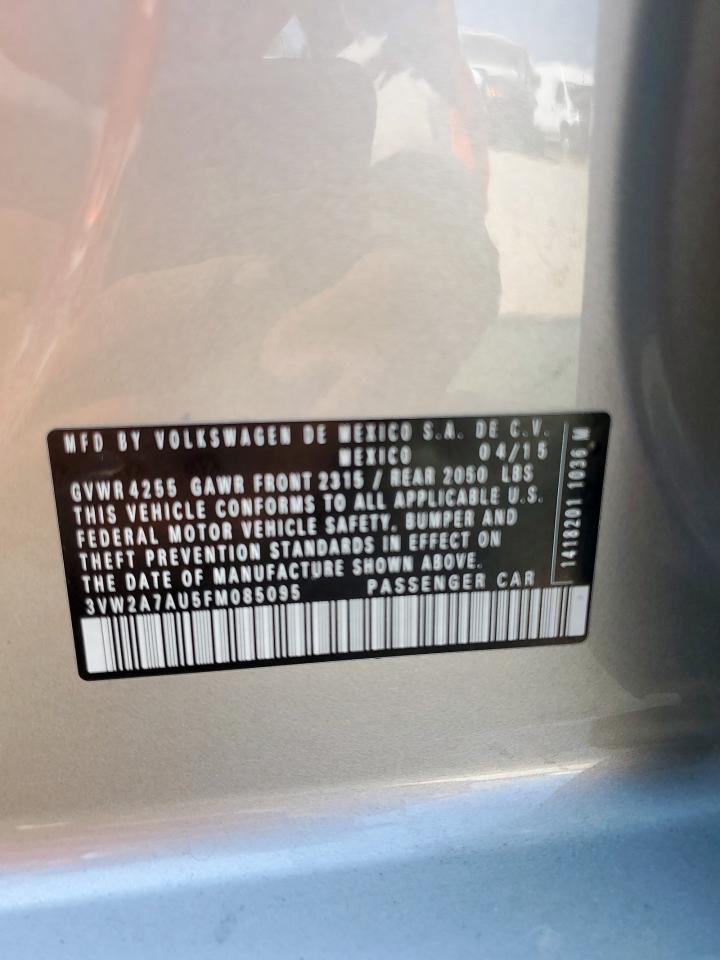 MFD BY VOLKSWAGEN DE MEXICO S.A. DE C.V.
MEXICO 04/15
GVWR 4255 GAWR FRONT 2315 / REAR 2050 LBS
THIS VEHICLE CONFORMS TO ALL APPLICABLE U.S.
FEDERAL MOTOR VEHICLE SAFETY, BUMPER AND
THEFT PREVENTION STANDARDS IN EFFECT ON
THE DATE OF MANUFACTURE SHOWN ABOVE.
3VW2A7AU5FM085095 PASSENGER CAR
1418201 1036 M